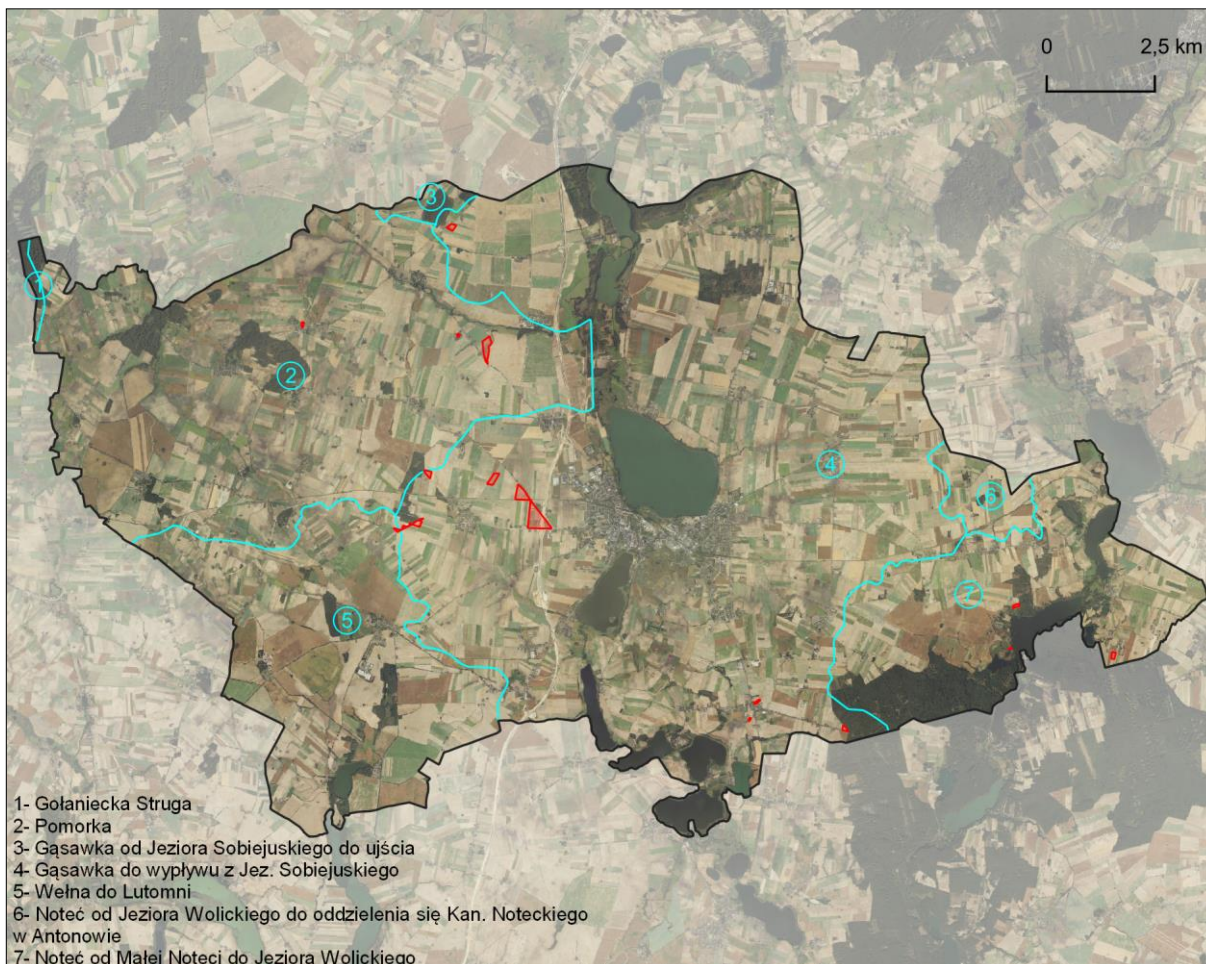 0 2,5 km
3
1
2
4
6
7
5
1- Gołaniecka Struga
2- Pomorka
3- Gąsawka od Jeziora Sobiejuskiego do ujścia
4- Gąsawka do wypływu z Jez. Sobiejuskiego
5- Wełna do Lutomni
6- Noteć od Jeziora Wolickiego do oddzielenia się Kan. Noteckiego
w Antonowie
7- Noteć od Małej Noteci do Jeziora Wolickiego